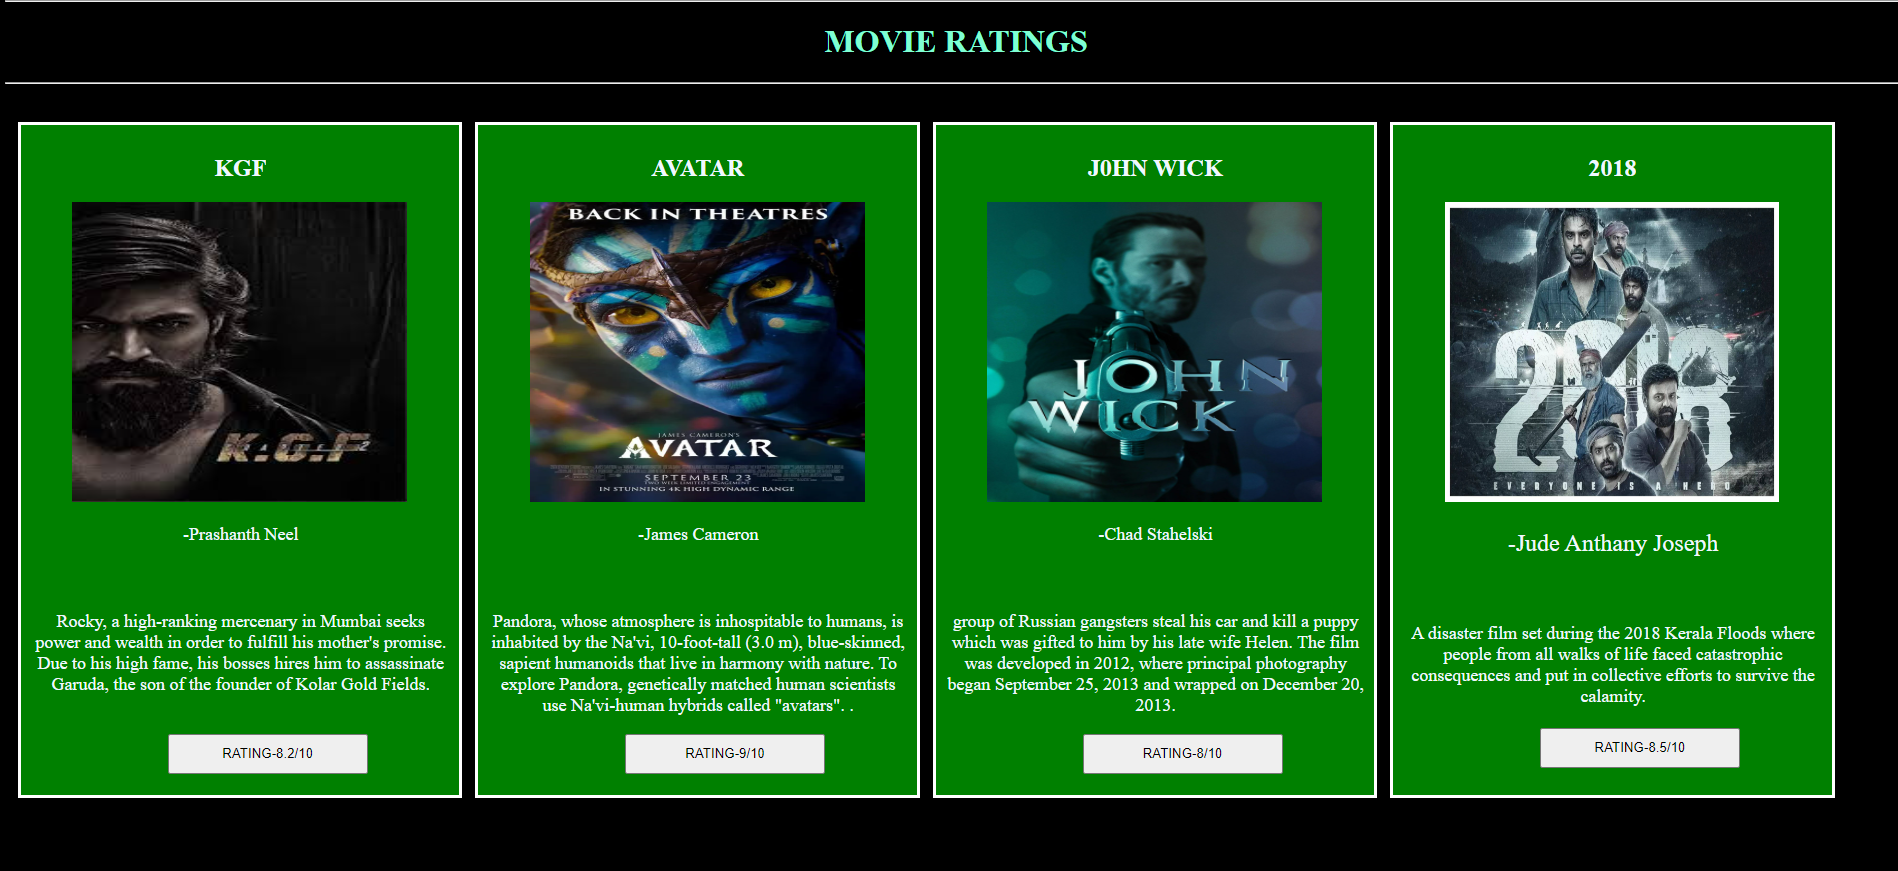 MOVIE RATINGS
KGF
K.G.F
-Prashanth Neel
Rocky, a high-ranking mercenary in Mumbai seeks
power and wealth in order to fulfill his mother's promise.
Due to his high fame, his bosses hires him to assassinate
Garuda, the son of the founder of Kolar Gold Fields.
RATING-8.2/10
AVATAR
BACK IN THEATRES
JAMES CAMERON'S
AVATAR
SEPTEMBER 23
TWO WEEK LIMITED ENGAGEMENT
IN STUNNING 4K HIGH DYNAMIC RANGE
-James Cameron
Pandora, whose atmosphere is inhospitable to humans, is
inhabited by the Na'vi, 10-foot-tall (3.0 m), blue-skinned,
sapient humanoids that live in harmony with nature. To
explore Pandora, genetically matched human scientists
use Na'vi-human hybrids called "avatars". .
RATING-9/10
J0HN WICK
JOHN
WICK
-Chad Stahelski
group of Russian gangsters steal his car and kill a puppy
which was gifted to him by his late wife Helen. The film
was developed in 2012, where principal photography
began September 25, 2013 and wrapped on December 20,
2013.
RATING-8/10
2018
2018
EVERYONE IS A HERO
-Jude Anthany Joseph
A disaster film set during the 2018 Kerala Floods where
people from all walks of life faced catastrophic
consequences and put in collective efforts to survive the
calamity.
RATING-8.5/10